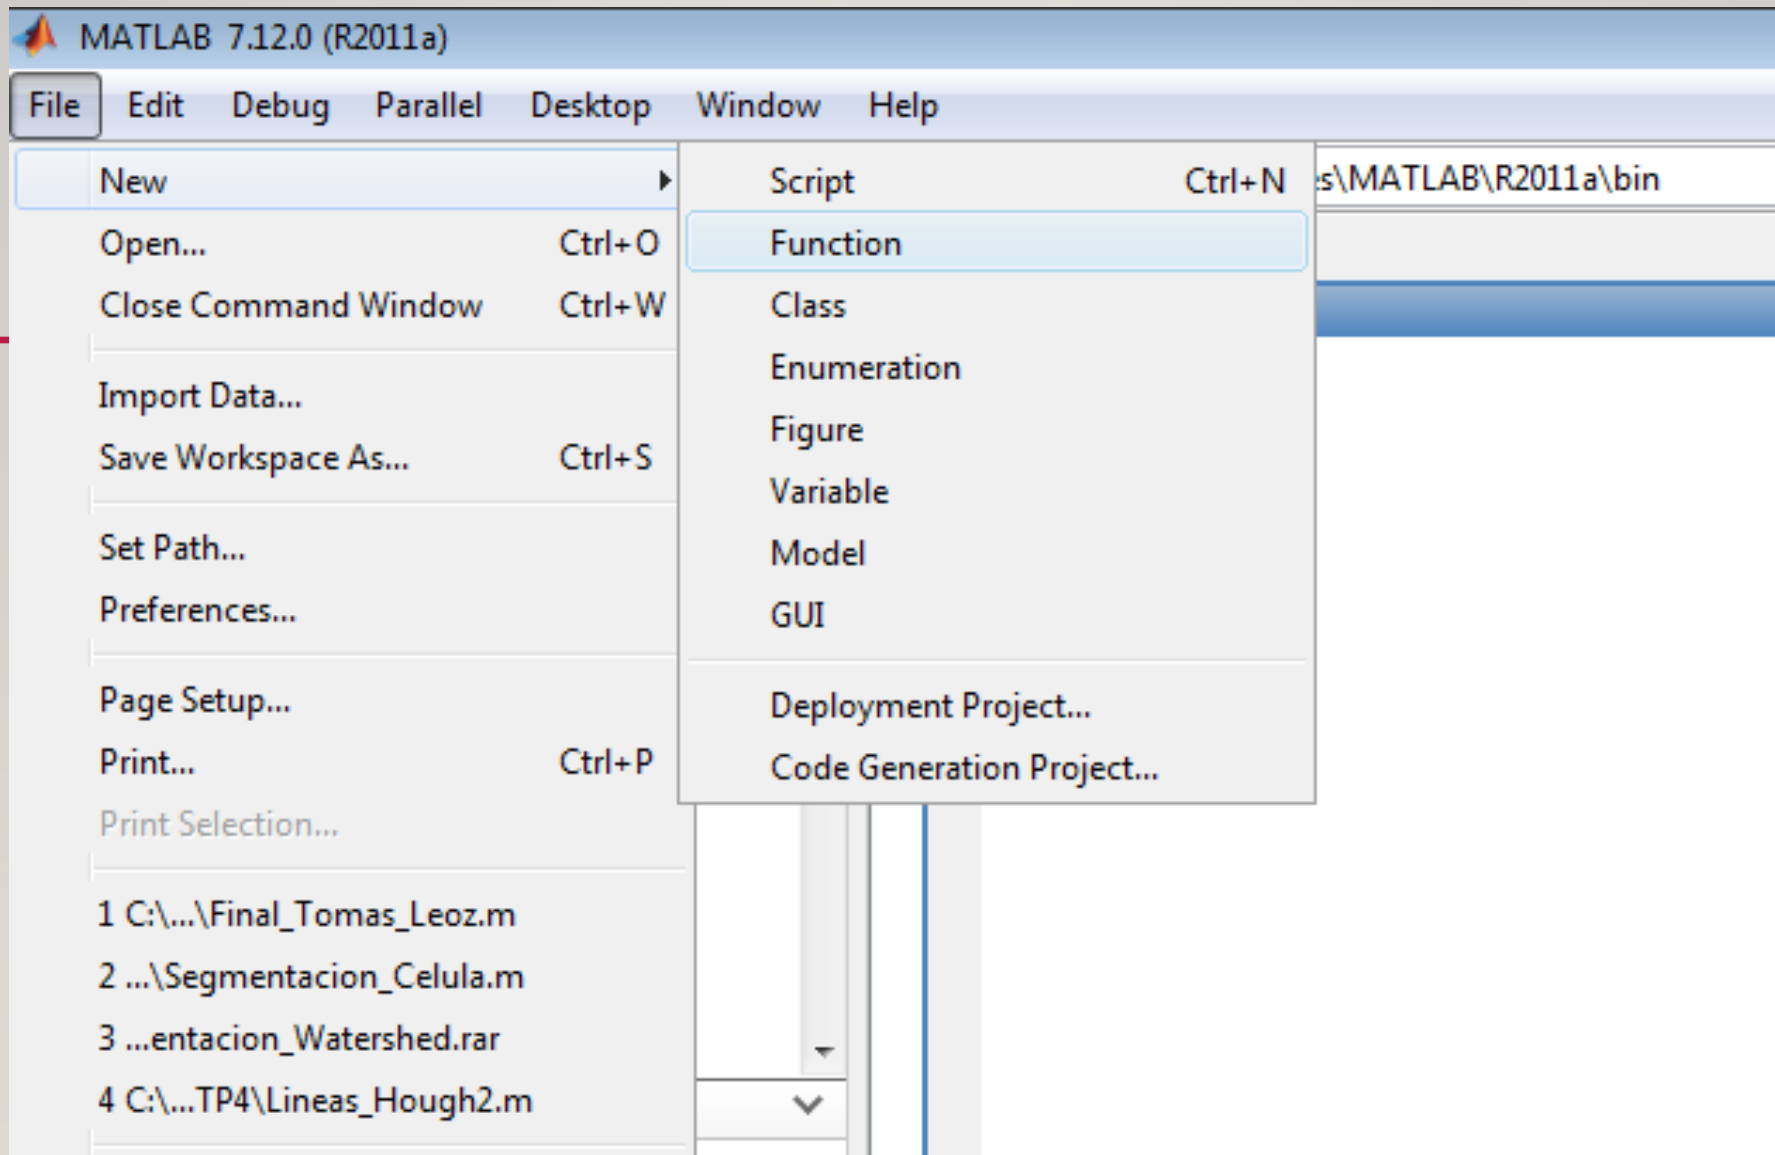 MATLAB 7.12.0 (R2011a)
File Edit Debug Parallel Desktop Window Help
New
Open... Ctrl+O
Close Command Window Ctrl+W
Import Data...
Save Workspace As... Ctrl+S
Set Path...
Preferences...
Page Setup...
Print... Ctrl+P
Print Selection...
1 C:\...\Final_Tomas_Leoz.m
2 ...\Segmentacion_Celula.m
3 ...entacion_Watershed.rar
4 C:\...TP4\Lineas_Hough2.m
Script Ctrl+N
Function
Class
Enumeration
Figure
Variable
Model
GUI
Deployment Project...
Code Generation Project...
s\MATLAB\R2011a\bin